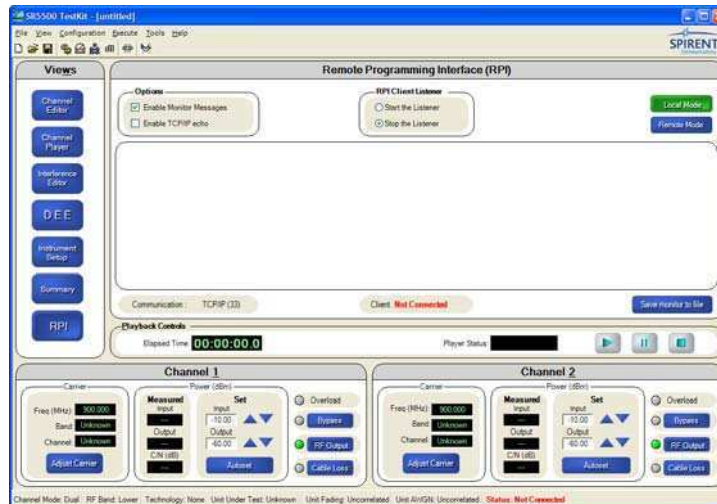 SR5500 TestKit - [untitled]
File View Configuration Execute Tools Help
SPIRENT
Views
Channel Editor
Channel Player
Interference Editor
DEE
Instrument Setup
Summary
RPI
Remote Programming Interface (RPI)
Options
Enable Monitor Messages
Enable TCP/IP echo
RPI Client Listener
Start the Listener
Stop the Listener
Local Mode
Remote Mode
Communication : TCP/IP (33)
Client: Not Connected
Save monitor to file
Playback Controls
Elapsed Time 00:00:00.0
Player Status:
Channel 1
Carrier
Freq (MHz): 900.000
Band: Unknown
Channel: Unknown
Adjust Carrier
Power (dBm)
Measured
Input
---
Output
---
C/N (dB)
---
Set
Input
-10.00
Output
-60.00
Autoset
Overload
Bypass
RF Output
Cable Loss
Channel 2
Carrier
Freq (MHz): 900.000
Band: Unknown
Channel: Unknown
Adjust Carrier
Power (dBm)
Measured
Input
---
Output
---
C/N (dB)
---
Set
Input
-10.00
Output
-60.00
Autoset
Overload
Bypass
RF Output
Cable Loss
Channel Mode: Dual RF Band: Lower Technology: None Unit Under Test: Unknown Unit Fading: Uncorrelated Unit AWGN: Uncorrelated Status: Not Connected